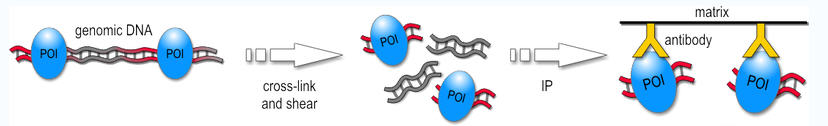 genomic DNA
POI
POI
cross-link
and shear
POI
POI
IP
matrix
antibody
POI
POI